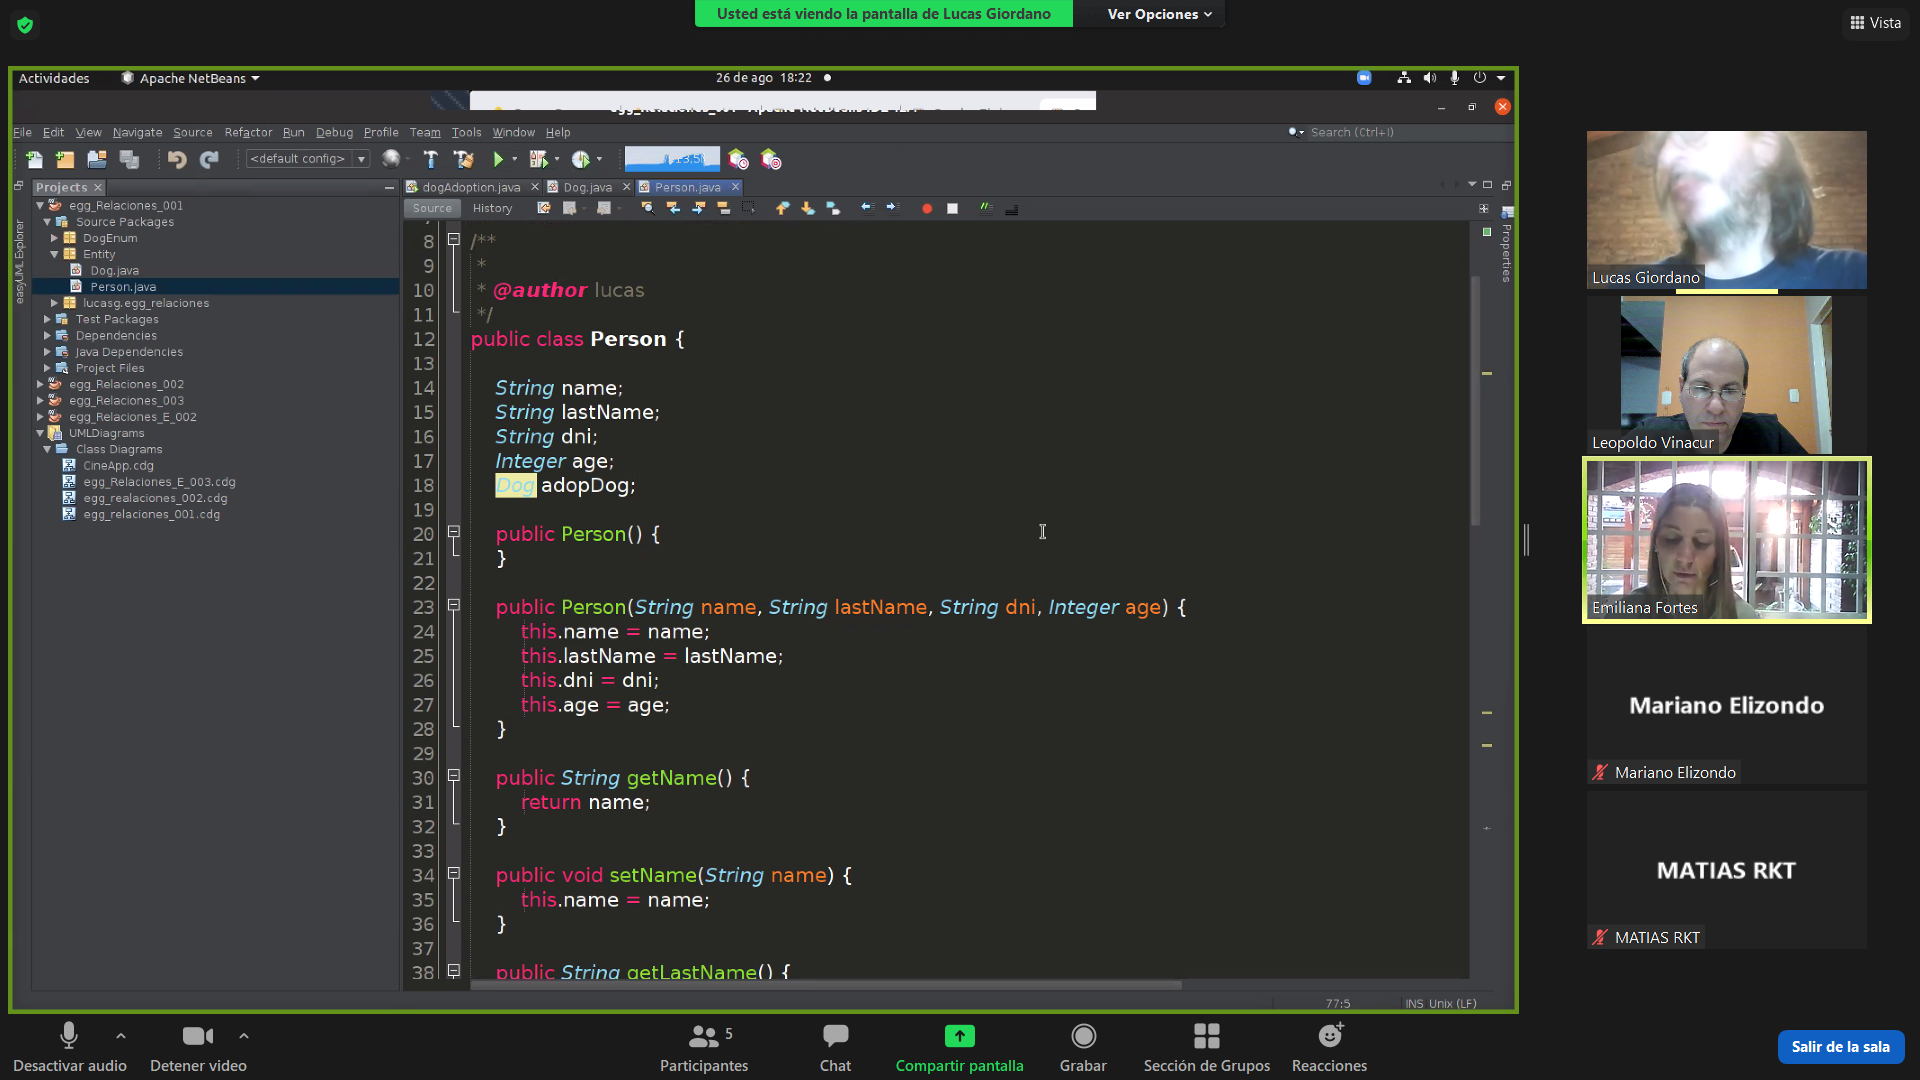 Usted está viendo la pantalla de Lucas Giordano
Ver Opciones
Vista
Actividades
Apache NetBeans
26 de ago 18:22
File Edit View Navigate Source Refactor Run Debug Profile Team Tools Window Help
Search (Ctrl+I)
<default config>
Projects
dogAdoption.java
Dog.java
Person.java
Source
History
easyUML Explorer
Properties
egg_Relaciones_001
Source Packages
DogEnum
Entity
Dog.java
Person.java
lucasg.egg_relaciones
Test Packages
Dependencies
Java Dependencies
Project Files
egg_Relaciones_002
egg_Relaciones_003
egg_Relaciones_E_002
UMLDiagrams
Class Diagrams
CineApp.cdg
egg_Relaciones_E_003.cdg
egg_realaciones_002.cdg
egg_relaciones_001.cdg
8 /**
9 *
10 * @author lucas
11 */
12 public class Person {
13
14 String name;
15 String lastName;
16 String dni;
17 Integer age;
18 Dog adopDog;
19
20 public Person() {
21 }
22
23 public Person(String name, String lastName, String dni, Integer age) {
24 this.name = name;
25 this.lastName = lastName;
26 this.dni = dni;
27 this.age = age;
28 }
29
30 public String getName() {
31 return name;
32 }
33
34 public void setName(String name) {
35 this.name = name;
36 }
37
38 public String getLastName() {
77:5
INS Unix (LF)
Lucas Giordano
Leopoldo Vinacur
Emiliana Fortes
Mariano Elizondo
Mariano Elizondo
MATIAS RKT
MATIAS RKT
Desactivar audio
Detener video
5
Participantes
Chat
Compartir pantalla
Grabar
Sección de Grupos
Reacciones
Salir de la sala